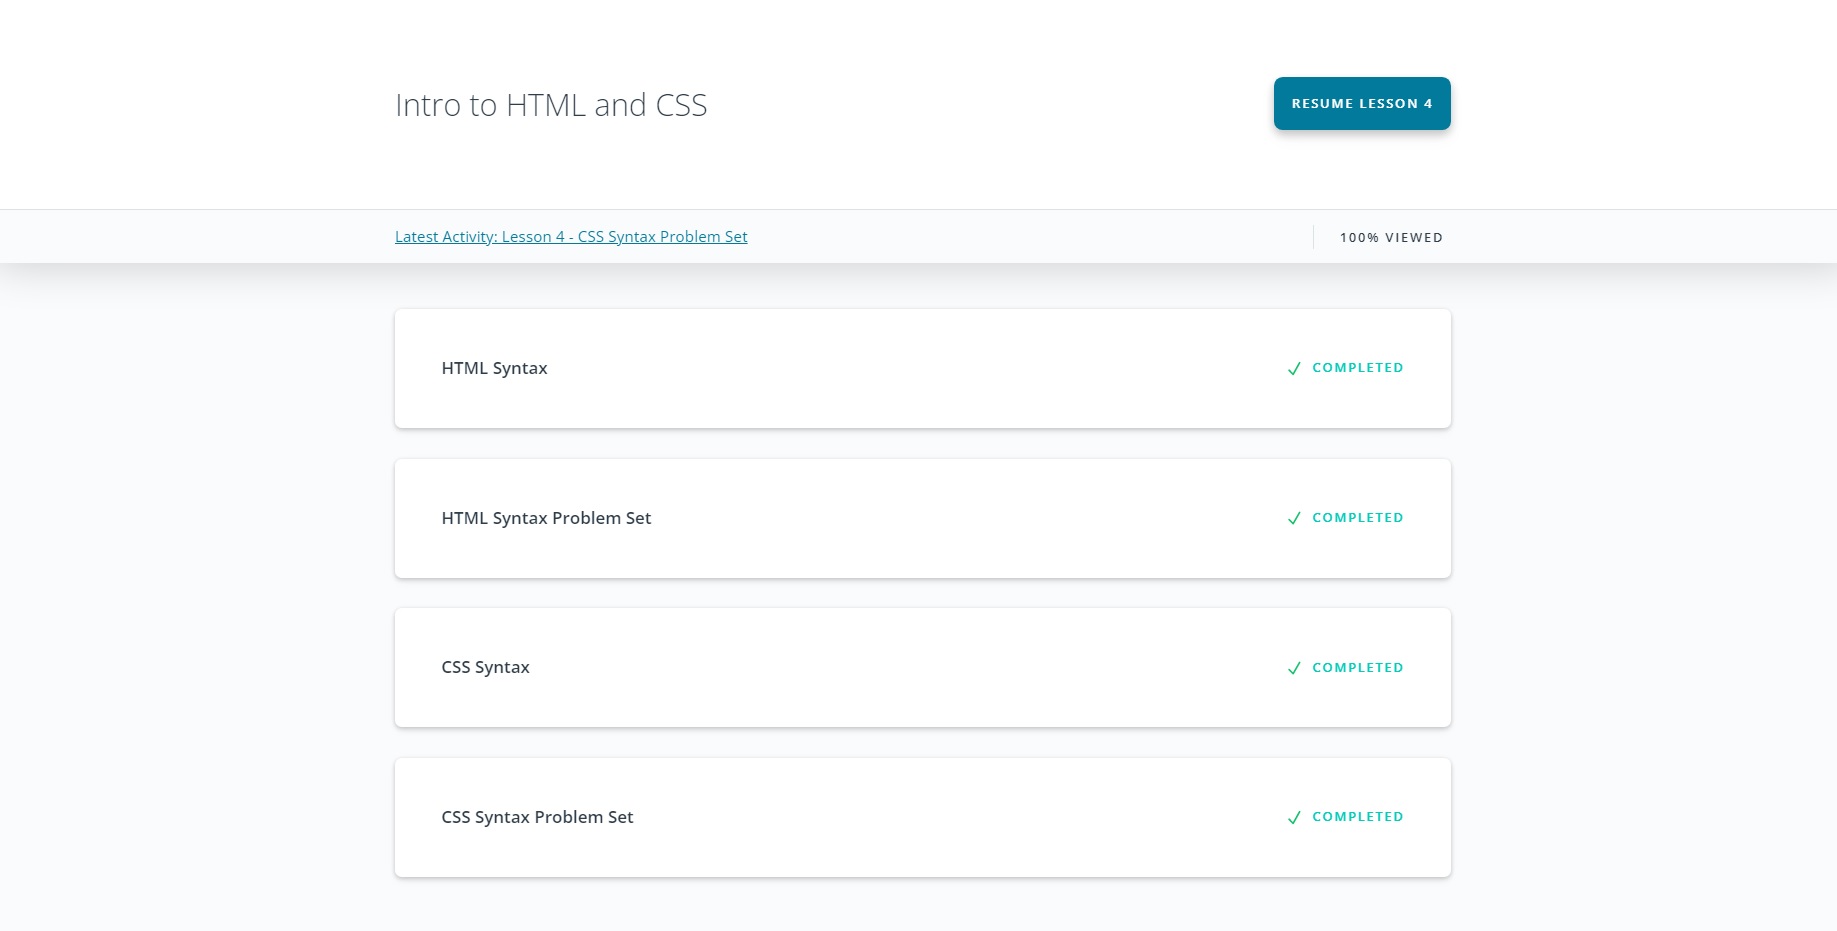 Intro to HTML and CSS
RESUME LESSON 4
Latest Activity: Lesson 4 - CSS Syntax Problem Set
100% VIEWED
HTML Syntax
COMPLETED
HTML Syntax Problem Set
COMPLETED
CSS Syntax
COMPLETED
CSS Syntax Problem Set
COMPLETED